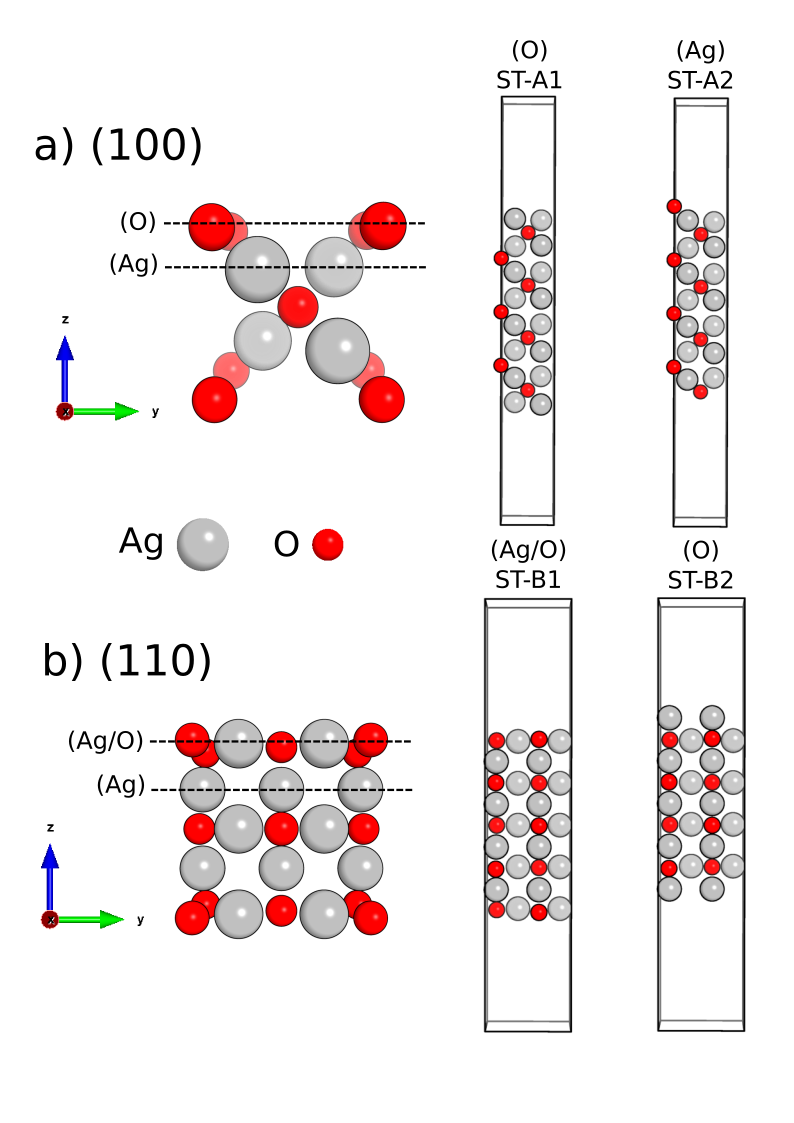 (O)
ST-A1
(Ag)
ST-A2
a) (100)
(O)
(Ag)
z
x
y
Ag
O
(Ag/O)
ST-B1
(O)
ST-B2
b) (110)
(Ag/O)
(Ag)
z
x
y